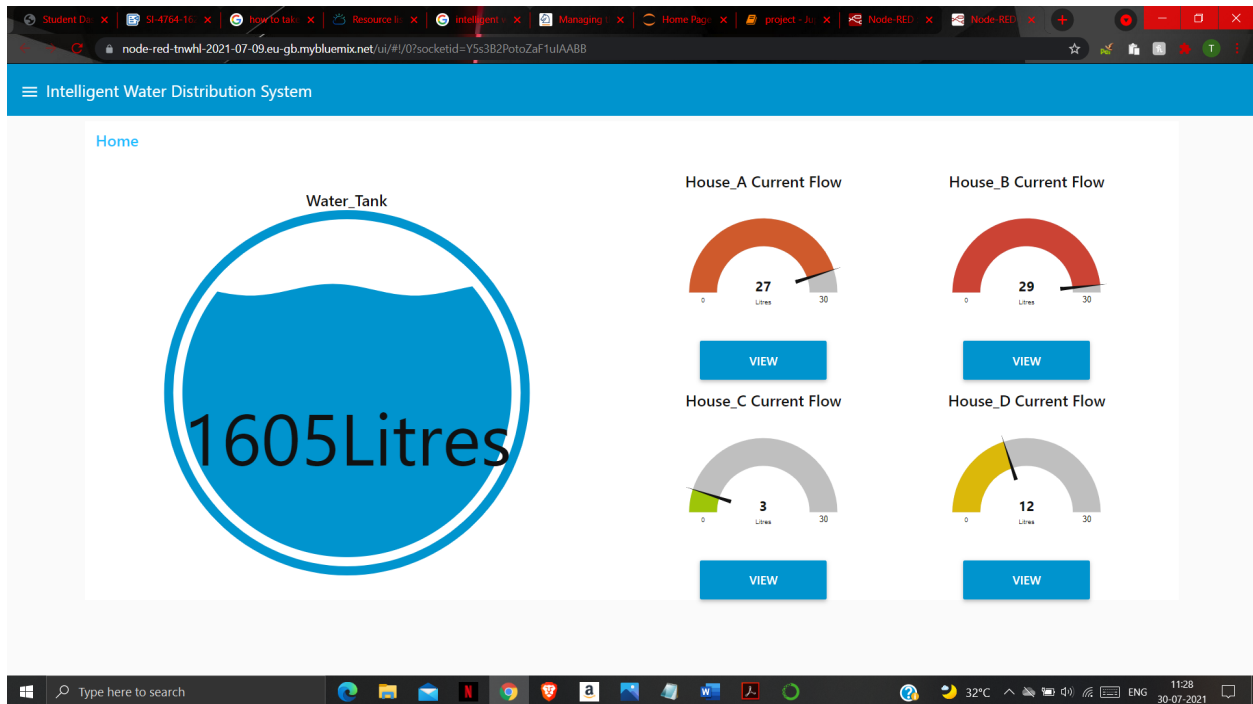 Student Da
SI-4764-16
how to take
Resource li
intelligent
Managing
Home Page
project - Ju
Node-RED
Node-RED
node-red-tnwhl-2021-07-09.eu-gb.mybluemix.net/ui/#!/0?socketid=Y5s3B2PotoZaF1uIAABB
T
Intelligent Water Distribution System
Home
Water_Tank
1605Litres
House_A Current Flow
27
Litres
0
30
VIEW
House_B Current Flow
29
Litres
0
30
VIEW
House_C Current Flow
3
Litres
0
30
VIEW
House_D Current Flow
12
Litres
0
30
VIEW
Type here to search
32°C
ENG
11:28
30-07-2021